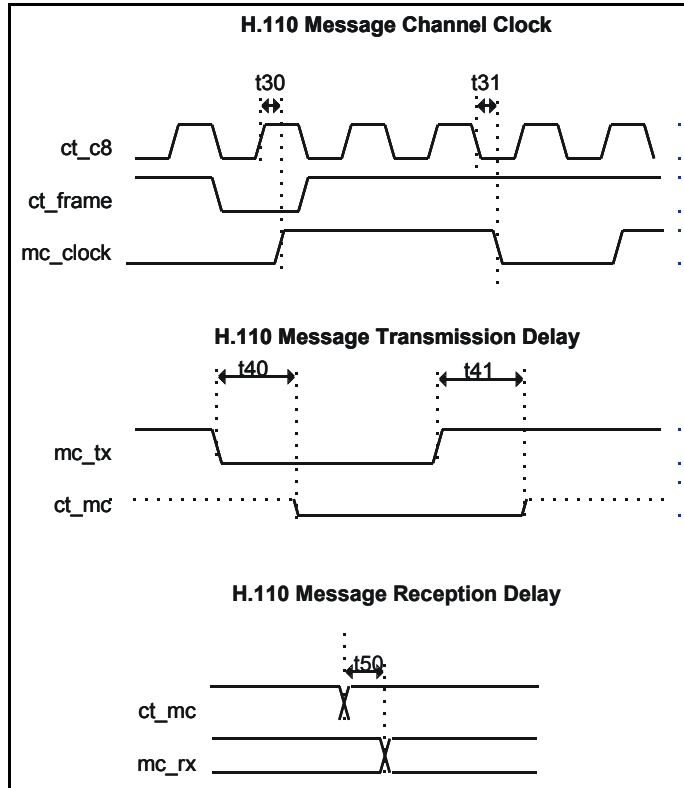 H.110 Message Channel Clock
t30 t31
ct_c8
ct_frame
mc_clock
H.110 Message Transmission Delay
t40 t41
mc_tx
ct_mc
H.110 Message Reception Delay
t50
ct_mc
mc_rx